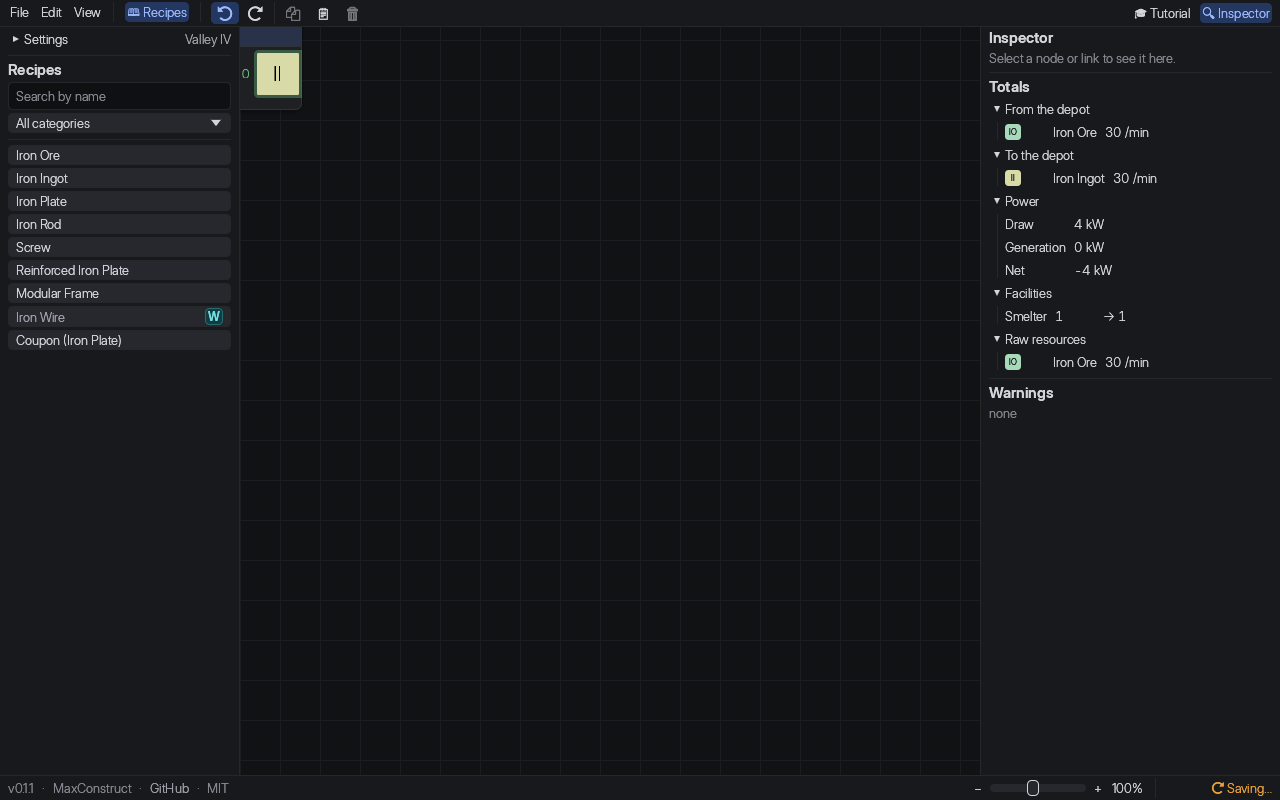 File Edit View Recipes Tutorial Inspector
Settings Valley IV
Recipes
Search by name
All categories
Iron Ore
Iron Ingot
Iron Plate
Iron Rod
Screw
Reinforced Iron Plate
Modular Frame
Iron Wire W
Coupon (Iron Plate)
0 II
Inspector
Select a node or link to see it here.
Totals
From the depot
IO Iron Ore 30 /min
To the depot
II Iron Ingot 30 /min
Power
Draw 4 kW
Generation 0 kW
Net -4 kW
Facilities
Smelter 1 → 1
Raw resources
IO Iron Ore 30 /min
Warnings
none
v0.1.1 · MaxConstruct · GitHub · MIT
− + 100% Saving...